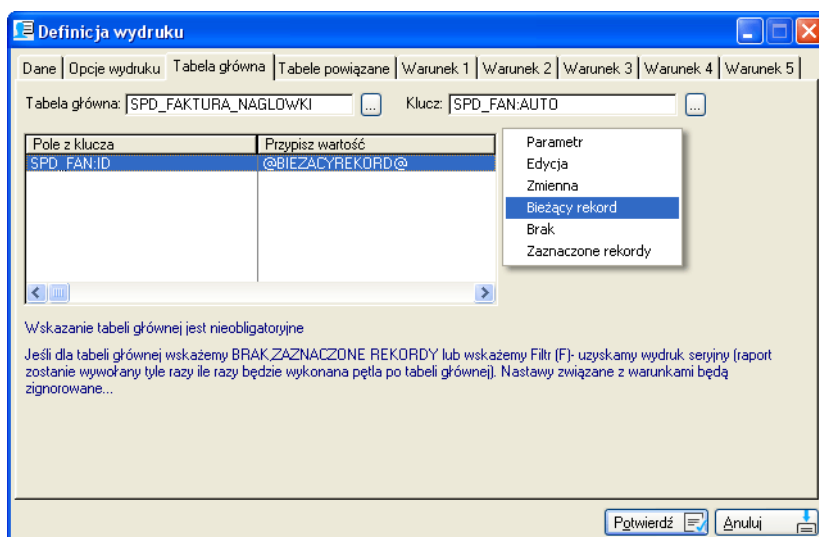 Definicja wydruku
Dane Opcje wydruku Tabela główna Tabele powiązane Warunek 1 Warunek 2 Warunek 3 Warunek 4 Warunek 5
Tabela główna: SPD_FAKTURA_NAGLOWKI ... Klucz: SPD_FAN:AUTO ...
Pole z klucza Przypisz wartość
SPD_FAN:ID @BIEZACYREKORD@
Parametr
Edycja
Zmienna
Bieżący rekord
Brak
Zaznaczone rekordy
Wskazanie tabeli głównej jest nieobligatoryjne
Jeśli dla tabeli głównej wskażemy BRAK,ZAZNACZONE REKORDY lub wskażemy Filtr (F)- uzyskamy wydruk seryjny (raport
zostanie wywołany tyle razy ile razy będzie wykonana pętla po tabeli głównej). Nastawy związane z warunkami będą
zignorowane...
Potwierdź Anuluj